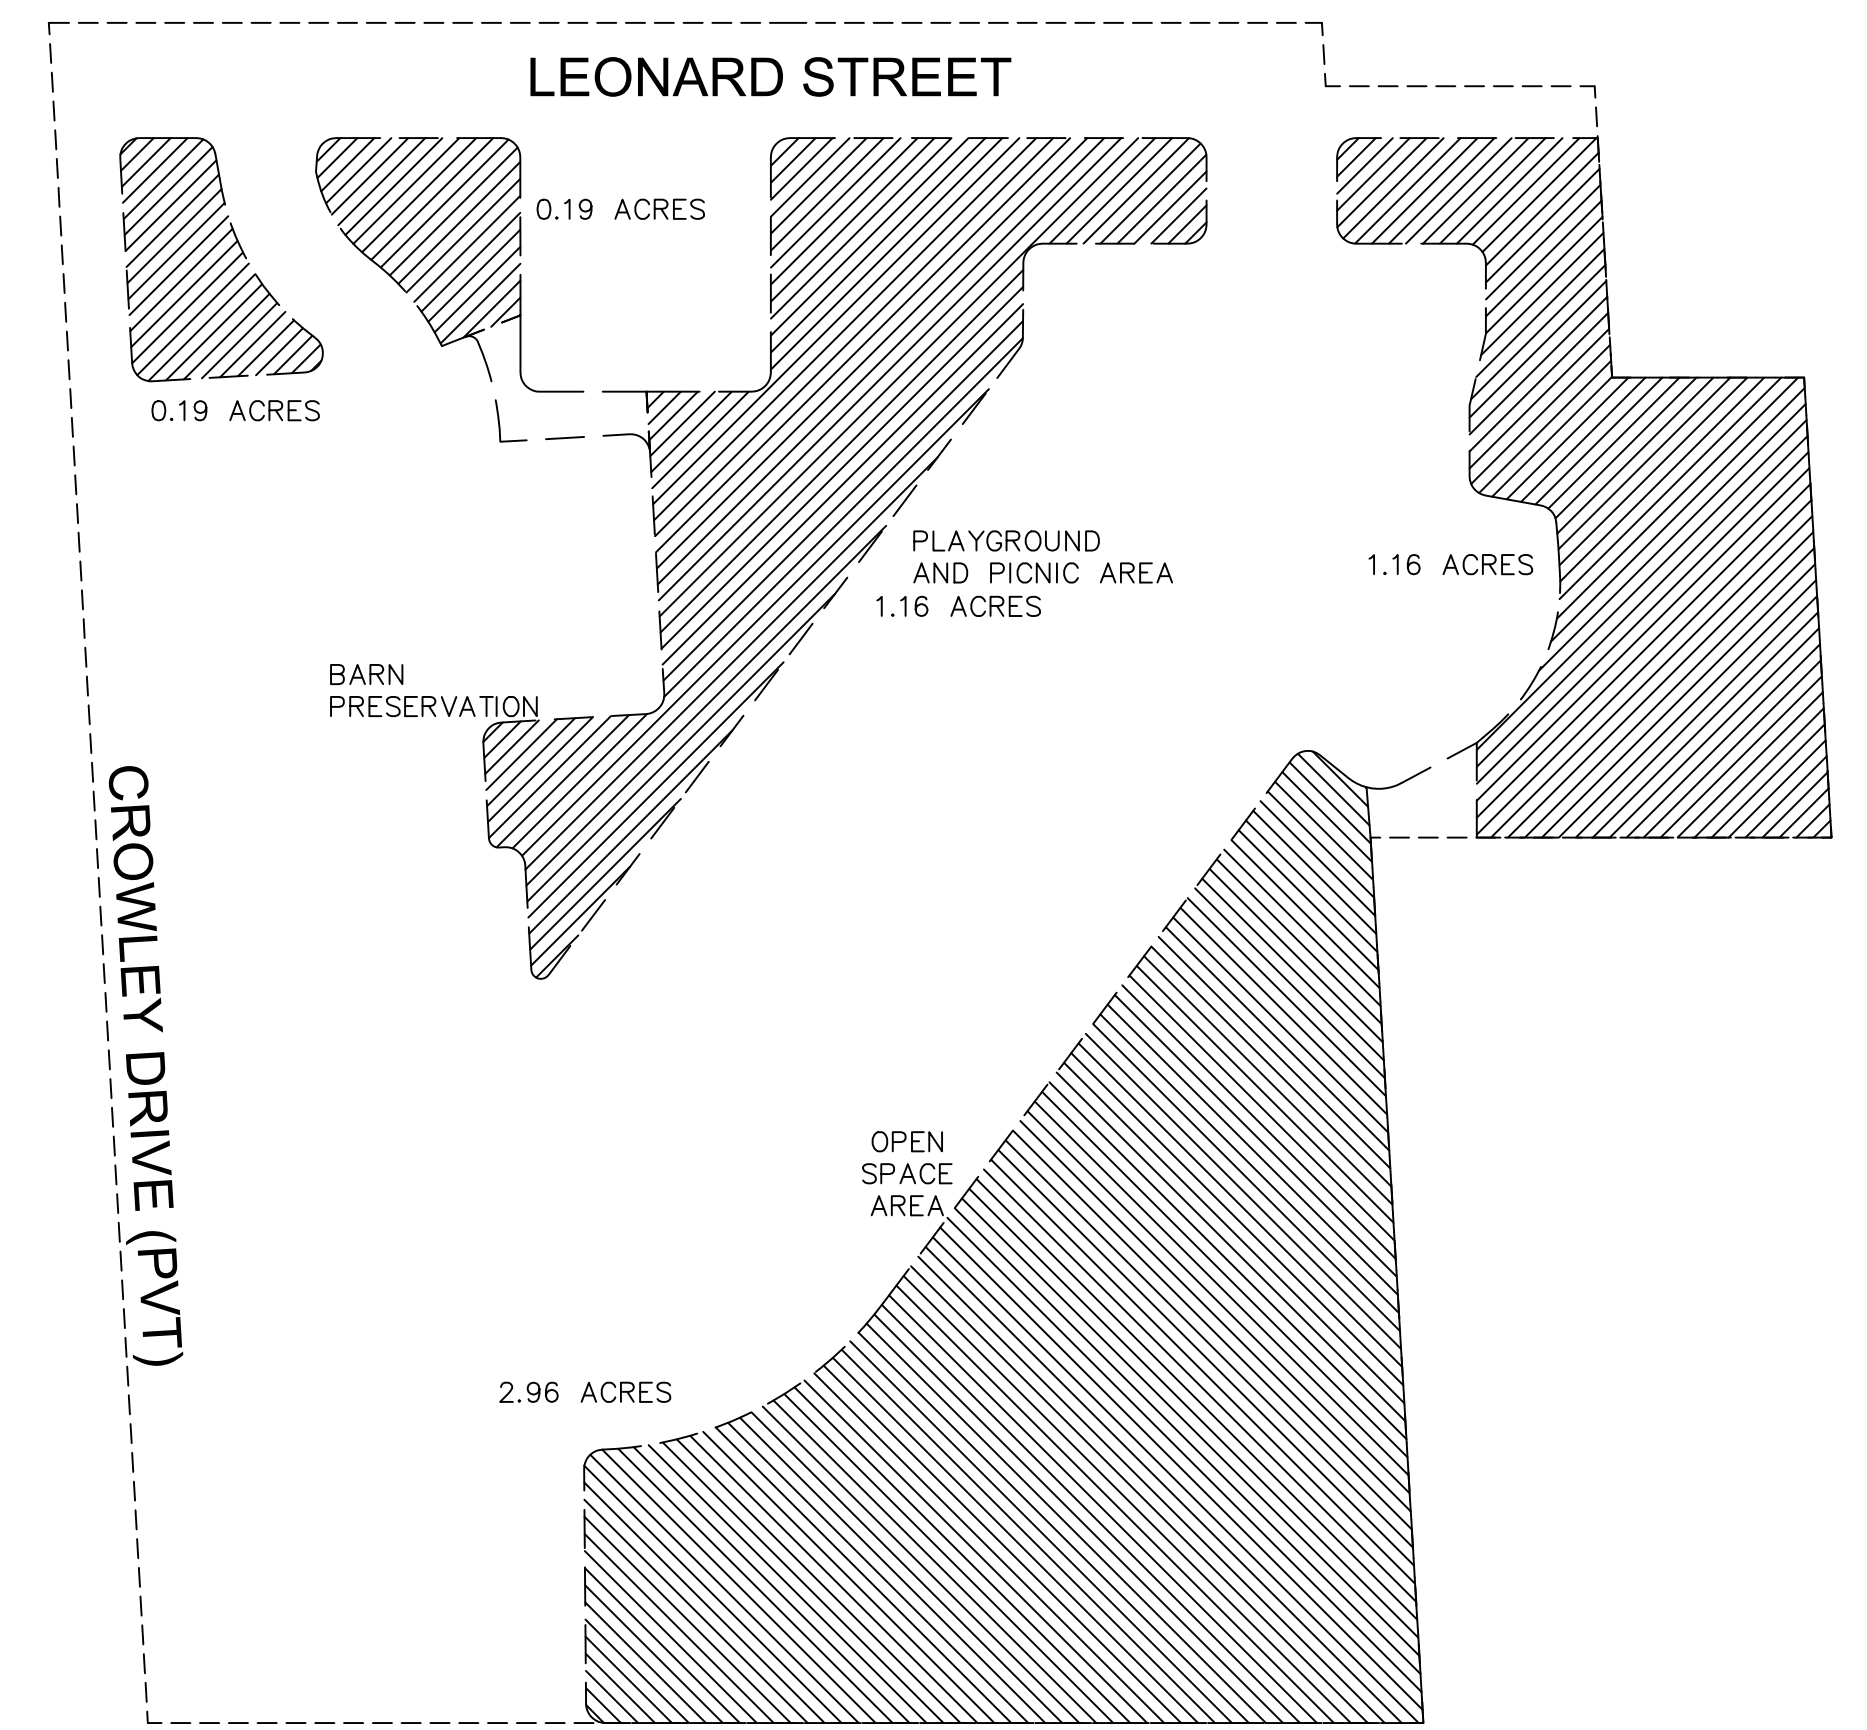 LEONARD STREET
0.19 ACRES
0.19 ACRES
PLAYGROUND
AND PICNIC AREA
1.16 ACRES
1.16 ACRES
BARN
PRESERVATION
CROWLEY DRIVE (PVT)
OPEN
SPACE
AREA
2.96 ACRES